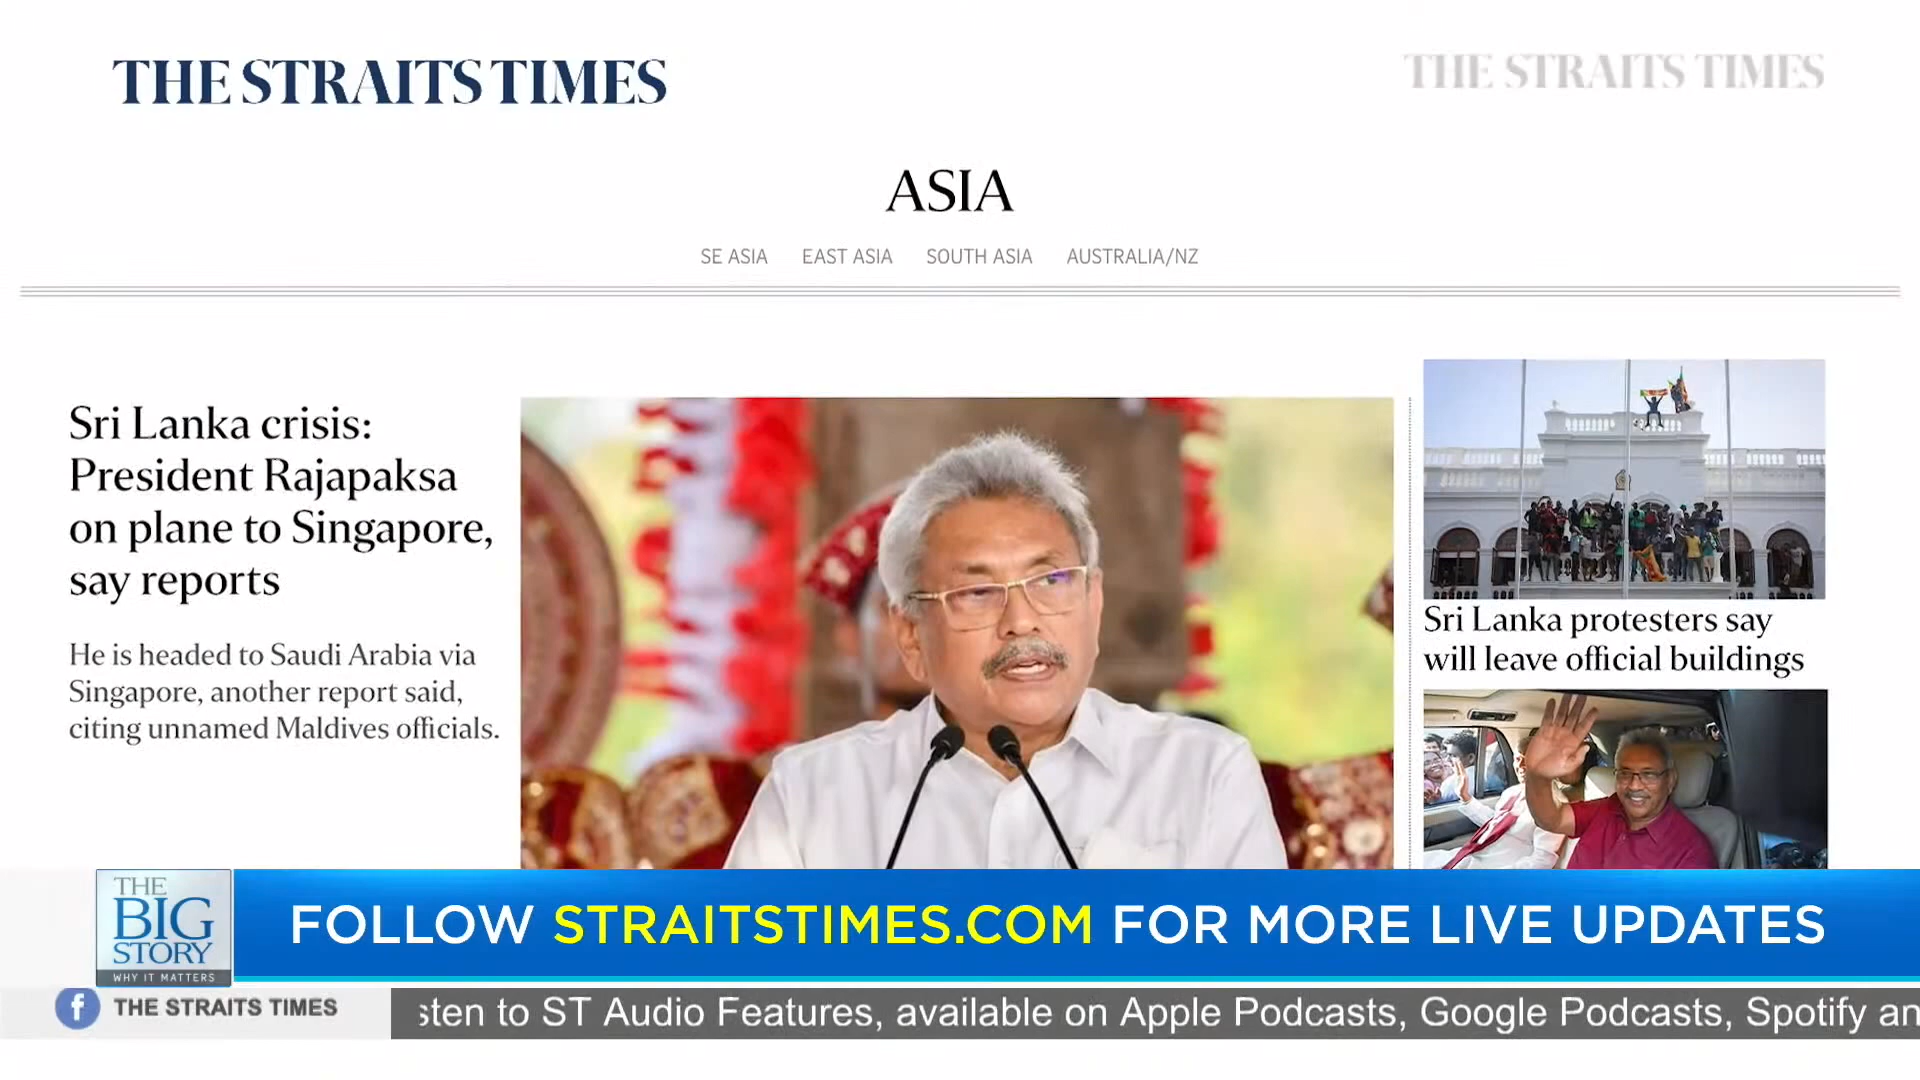 THE STRAITS TIMES
THE STRAITS TIMES
ASIA
SE ASIA EAST ASIA SOUTH ASIA AUSTRALIA/NZ
Sri Lanka crisis:
President Rajapaksa
on plane to Singapore,
say reports
He is headed to Saudi Arabia via
Singapore, another report said,
citing unnamed Maldives officials.
Sri Lanka protesters say
will leave official buildings
THE
BIG
STORY
WHY IT MATTERS
FOLLOW STRAITSTIMES.COM FOR MORE LIVE UPDATES
f THE STRAITS TIMES
sten to ST Audio Features, available on Apple Podcasts, Google Podcasts, Spotify an